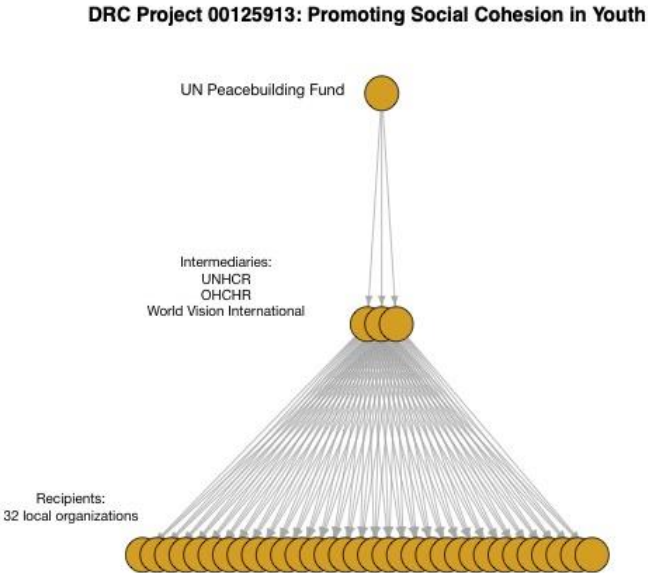 DRC Project 00125913: Promoting Social Cohesion in Youth
UN Peacebuilding Fund
Intermediaries:
UNHCR
OHCHR
World Vision International
Recipients:
32 local organizations